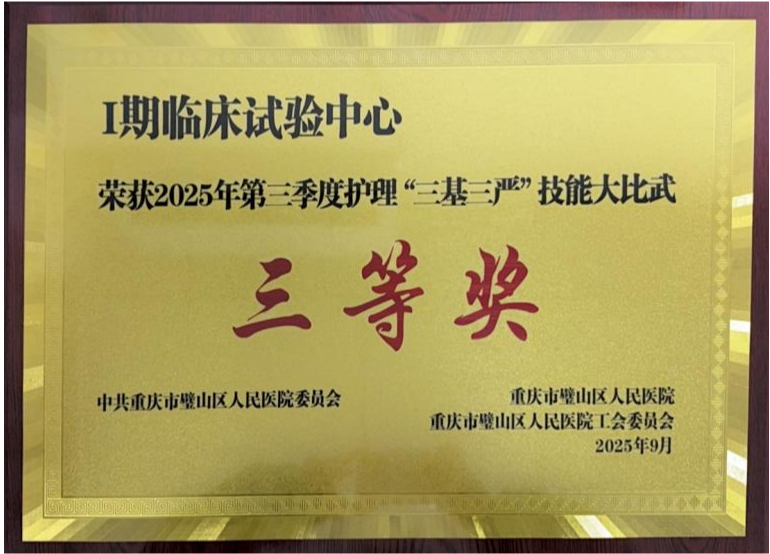 I期临床试验中心
荣获2025年第三季度护理“三基三严”技能大比武
三等奖
中共重庆市璧山区人民医院委员会
重庆市璧山区人民医院
重庆市璧山区人民医院工会委员会
2025年9月